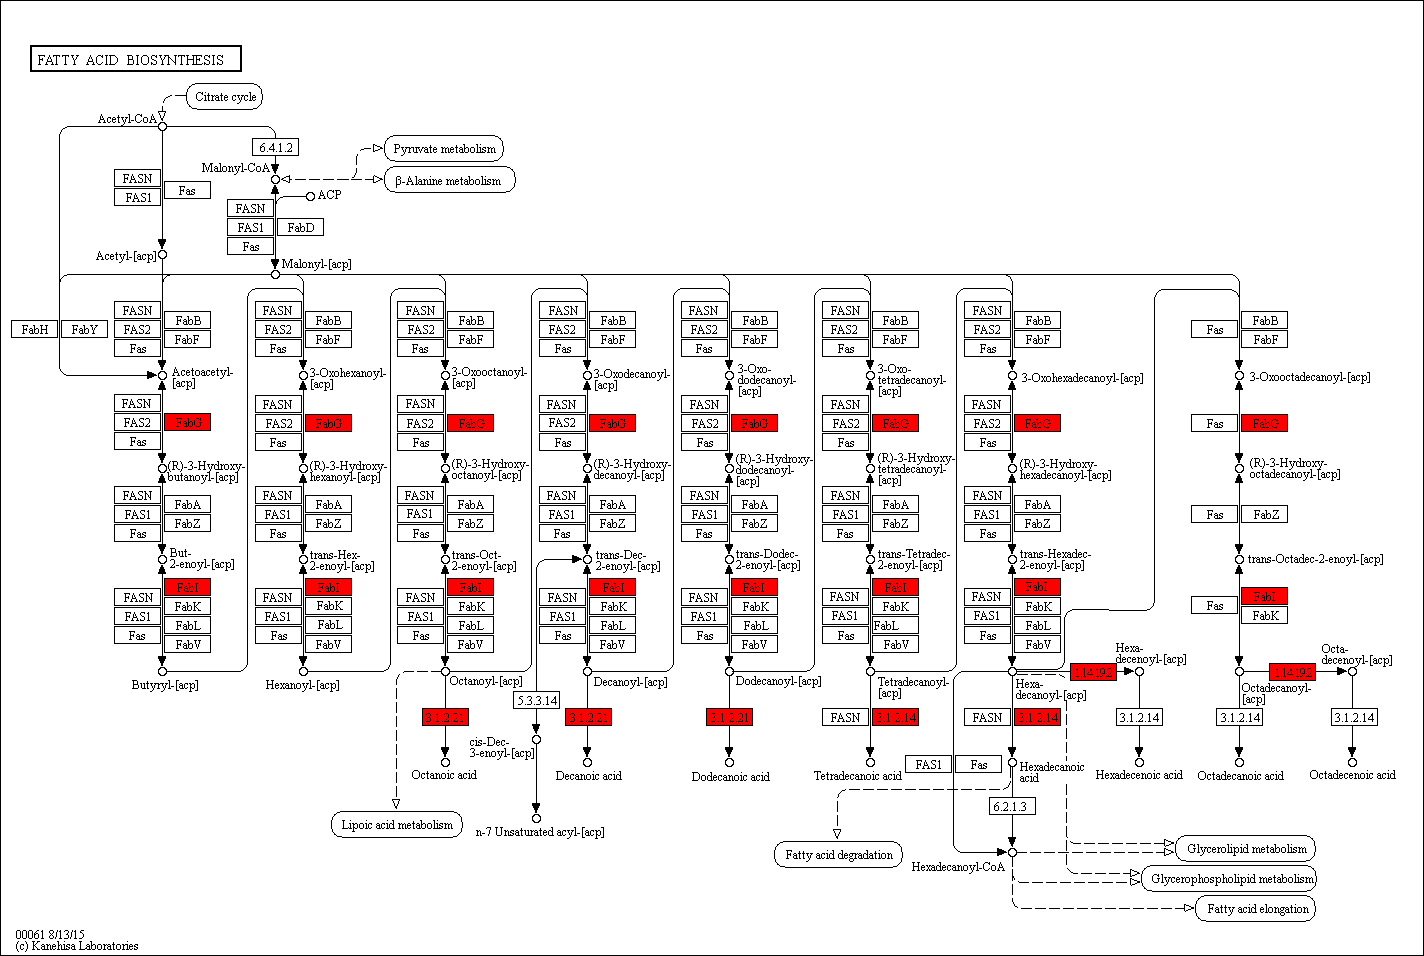 FATTY ACID BIOSYNTHESIS
Citrate cycle
Acetyl-CoA
6.4.1.2
Pyruvate metabolism
Malonyl-CoA
β-Alanine metabolism
FASN
FAS1
Fas
ACP
FASN
FAS1
Fas
FabD
Acetyl-[acp]
Malonyl-[acp]
FabH
FabY
FASN
FAS2
Fas
FabB
FabF
FASN
FAS2
Fas
FabB
FabF
FASN
FAS2
Fas
FabB
FabF
FASN
FAS2
Fas
FabB
FabF
FASN
FAS2
Fas
FabB
FabF
FASN
FAS2
Fas
FabB
FabF
FASN
FAS2
Fas
FabB
FabF
Fas
FabB
FabF
Acetoacetyl-
[acp]
3-Oxohexanoyl-
[acp]
3-Oxooctanoyl-
[acp]
3-Oxodecanoyl-
[acp]
3-Oxo-
dodecanoyl-
[acp]
3-Oxo-
tetradecanoyl-
[acp]
3-Oxohexadecanoyl-[acp]
3-Oxooctadecanoyl-[acp]
FASN
FAS2
Fas
FabG
FASN
FAS2
Fas
FabG
FASN
FAS2
Fas
FabG
FASN
FAS2
Fas
FabG
FASN
FAS2
Fas
FabG
FASN
FAS2
Fas
FabG
FASN
FAS2
Fas
FabG
Fas
FabG
(R)-3-Hydroxy-
butanoyl-[acp]
(R)-3-Hydroxy-
hexanoyl-[acp]
(R)-3-Hydroxy-
octanoyl-[acp]
(R)-3-Hydroxy-
decanoyl-[acp]
(R)-3-Hydroxy-
dodecanoyl-
[acp]
(R)-3-Hydroxy-
tetradecanoyl-
[acp]
(R)-3-Hydroxy-
hexadecanoyl-[acp]
(R)-3-Hydroxy-
octadecanoyl-[acp]
FASN
FAS1
Fas
FabA
FabZ
FASN
FAS1
Fas
FabA
FabZ
FASN
FAS1
Fas
FabA
FabZ
FASN
FAS1
Fas
FabA
FabZ
FASN
FAS1
Fas
FabA
FabZ
FASN
FAS1
Fas
FabA
FabZ
FASN
FAS1
Fas
FabA
FabZ
Fas
FabZ
But-
2-enoyl-[acp]
trans-Hex-
2-enoyl-[acp]
trans-Oct-
2-enoyl-[acp]
trans-Dec-
2-enoyl-[acp]
trans-Dodec-
2-enoyl-[acp]
trans-Tetradec-
2-enoyl-[acp]
trans-Hexadec-
2-enoyl-[acp]
trans-Octadec-2-enoyl-[acp]
FASN
FAS1
Fas
FabI
FabK
FabL
FabV
FASN
FAS1
Fas
FabI
FabK
FabL
FabV
FASN
FAS1
Fas
FabI
FabK
FabL
FabV
FASN
FAS1
Fas
FabI
FabK
FabL
FabV
FASN
FAS1
Fas
FabI
FabK
FabL
FabV
FASN
FAS1
Fas
FabI
FabK
FabL
FabV
FASN
FAS1
Fas
FabI
FabK
FabL
FabV
Fas
FabI
FabK
Butyryl-[acp]
Hexanoyl-[acp]
Octanoyl-[acp]
Decanoyl-[acp]
Dodecanoyl-[acp]
Tetradecanoyl-
[acp]
Hexa-
decanoyl-[acp]
1.14.19.2
Hexa-
decenoyl-[acp]
Octadecanoyl-
[acp]
1.14.19.2
Octa-
decenoyl-[acp]
3.1.2.21
5.3.3.14
3.1.2.21
3.1.2.21
FASN
3.1.2.14
FASN
3.1.2.14
3.1.2.14
3.1.2.14
3.1.2.14
cis-Dec-
3-enoyl-[acp]
Octanoic acid
Decanoic acid
Dodecanoic acid
Tetradecanoic acid
FAS1
Fas
Hexadecanoic
acid
Hexadecenoic acid
Octadecanoic acid
Octadecenoic acid
6.2.1.3
Lipoic acid metabolism
n-7 Unsaturated acyl-[acp]
Fatty acid degradation
Hexadecanoyl-CoA
Glycerolipid metabolism
Glycerophospholipid metabolism
Fatty acid elongation
00061 8/13/15
(c) Kanehisa Laboratories